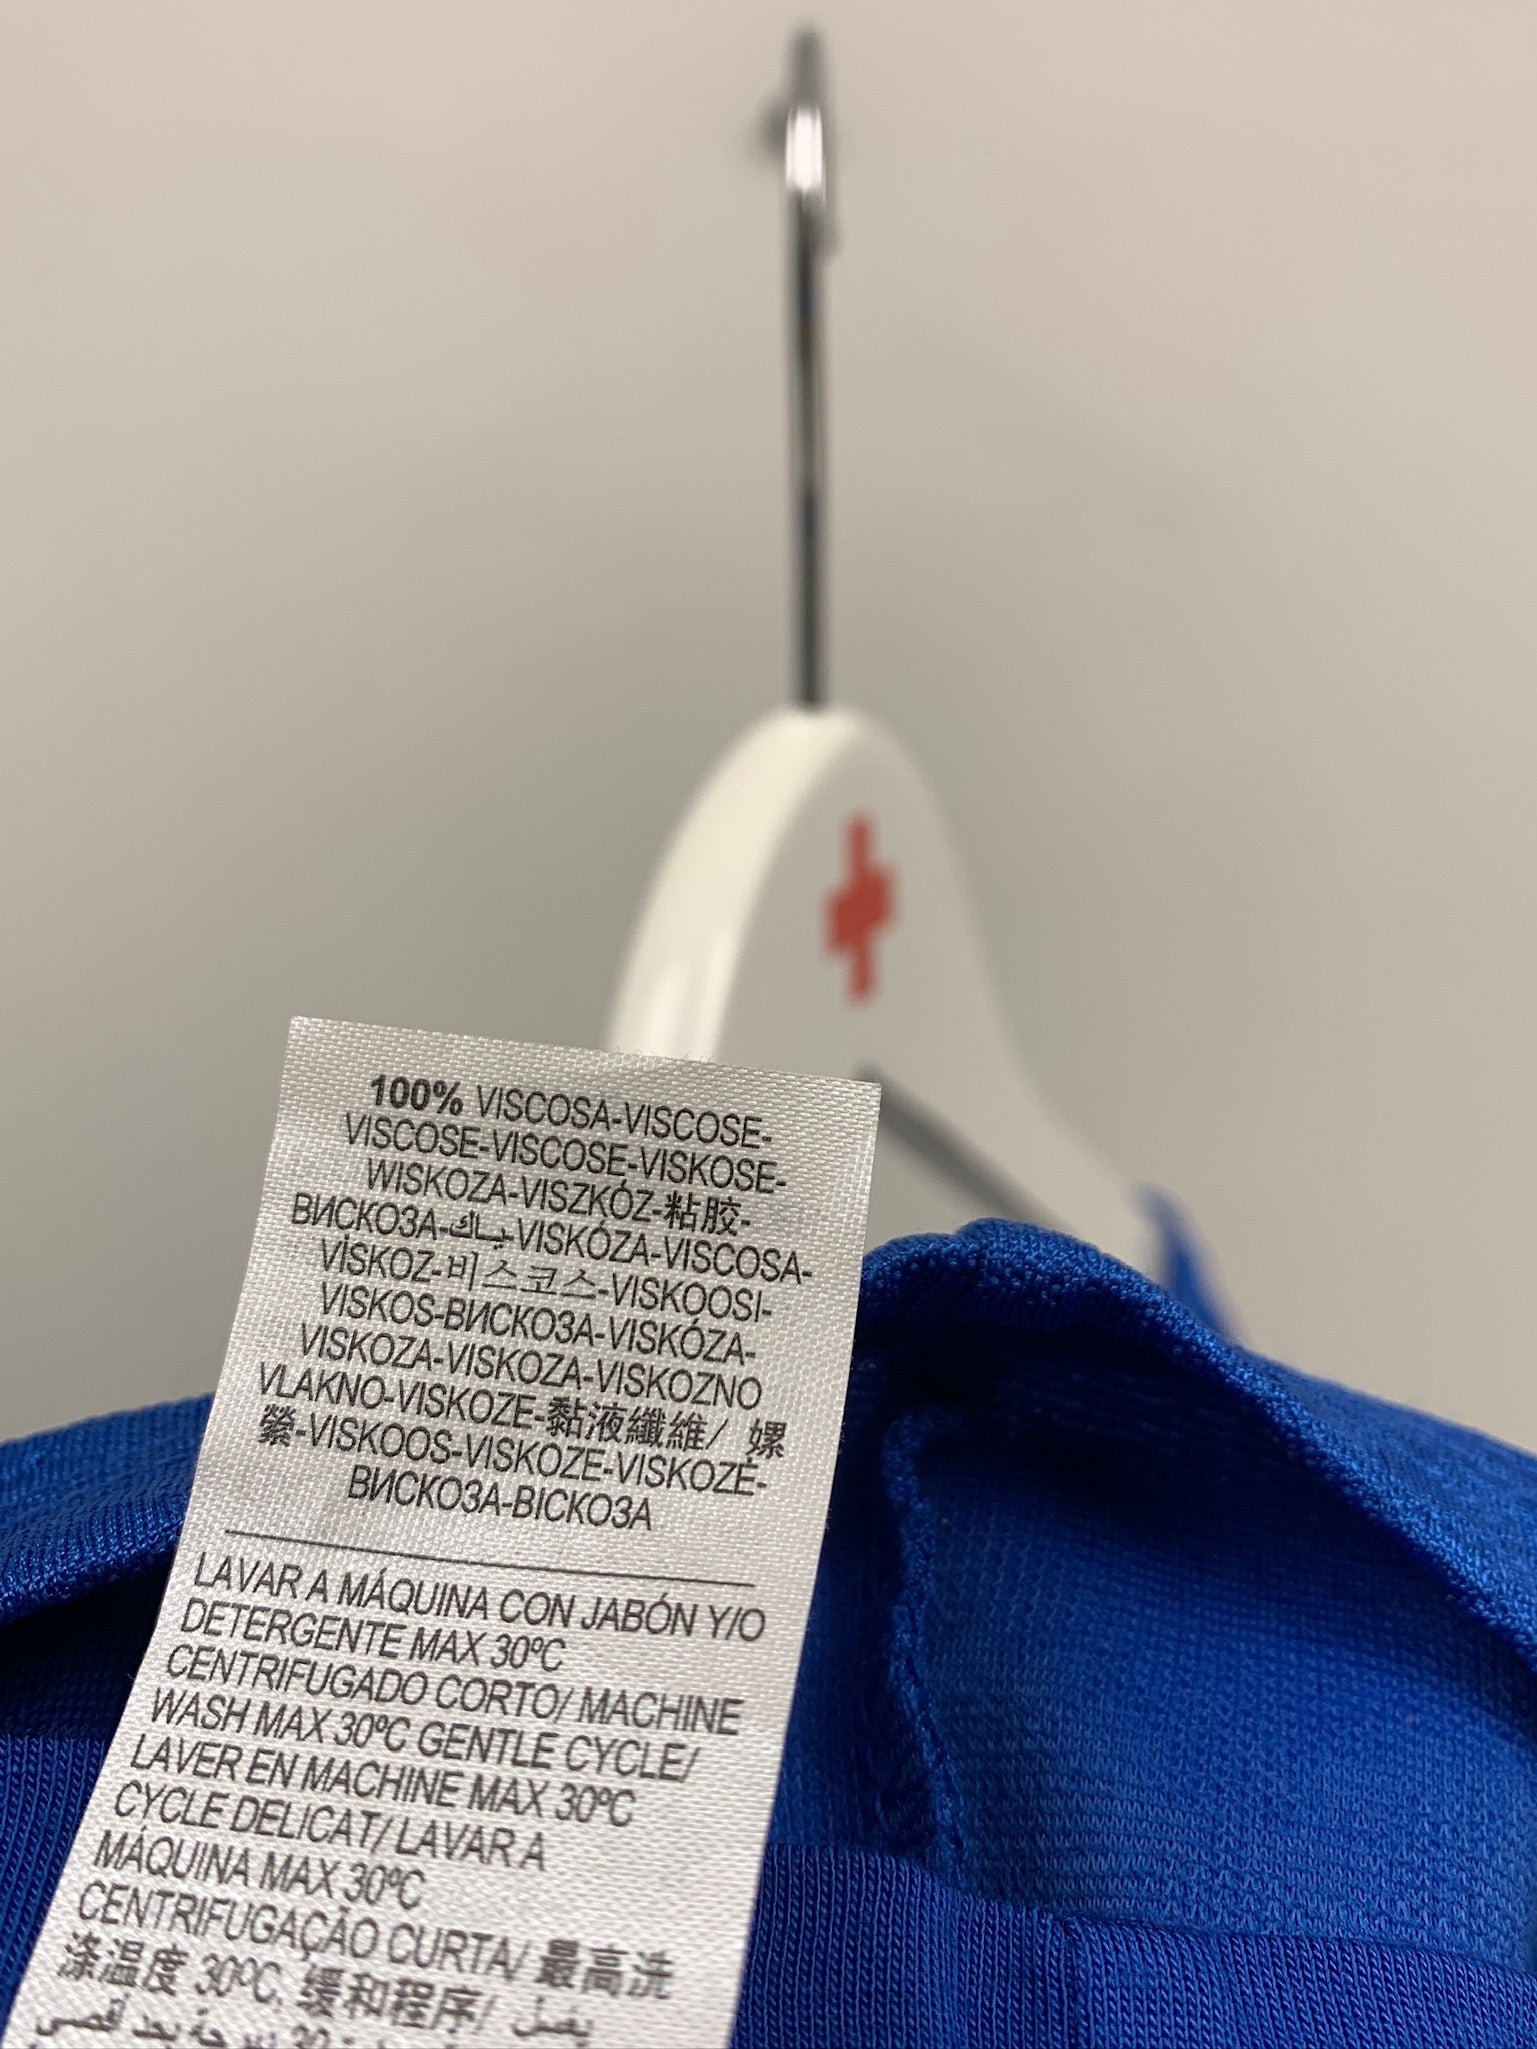 100% VISCOSA-VISCOSE-
VISCOSE-VISCOSE-VISKOSE-
WISKOZA-VISZKÓZ-粘胶-
ВИСКОЗА-VISKÓZA-VISCOSA-
VİSKOZ-비스코스-VISKOOSI-
VISKOS-ВИСКОЗА-VISKÓZA-
VISKOZA-VISKOZA-VISKOZNO
VLAKNO-VISKOZE-黏液纖維/ 嫘
縈-VISKOOS-VISKOZE-VISKOZĖ-
ВИСКОЗА-ВІСКОЗА
LAVAR A MÁQUINA CON JABÓN Y/O
DETERGENTE MAX 30ºC
CENTRIFUGADO CORTO/ MACHINE
WASH MAX 30ºC GENTLE CYCLE/
LAVER EN MACHINE MAX 30ºC
CYCLE DELICAT/ LAVAR A
MÁQUINA MAX 30ºC
CENTRIFUGAÇÃO CURTA/ 最高洗
涤温度 30ºC, 缓和程序/ يغسل